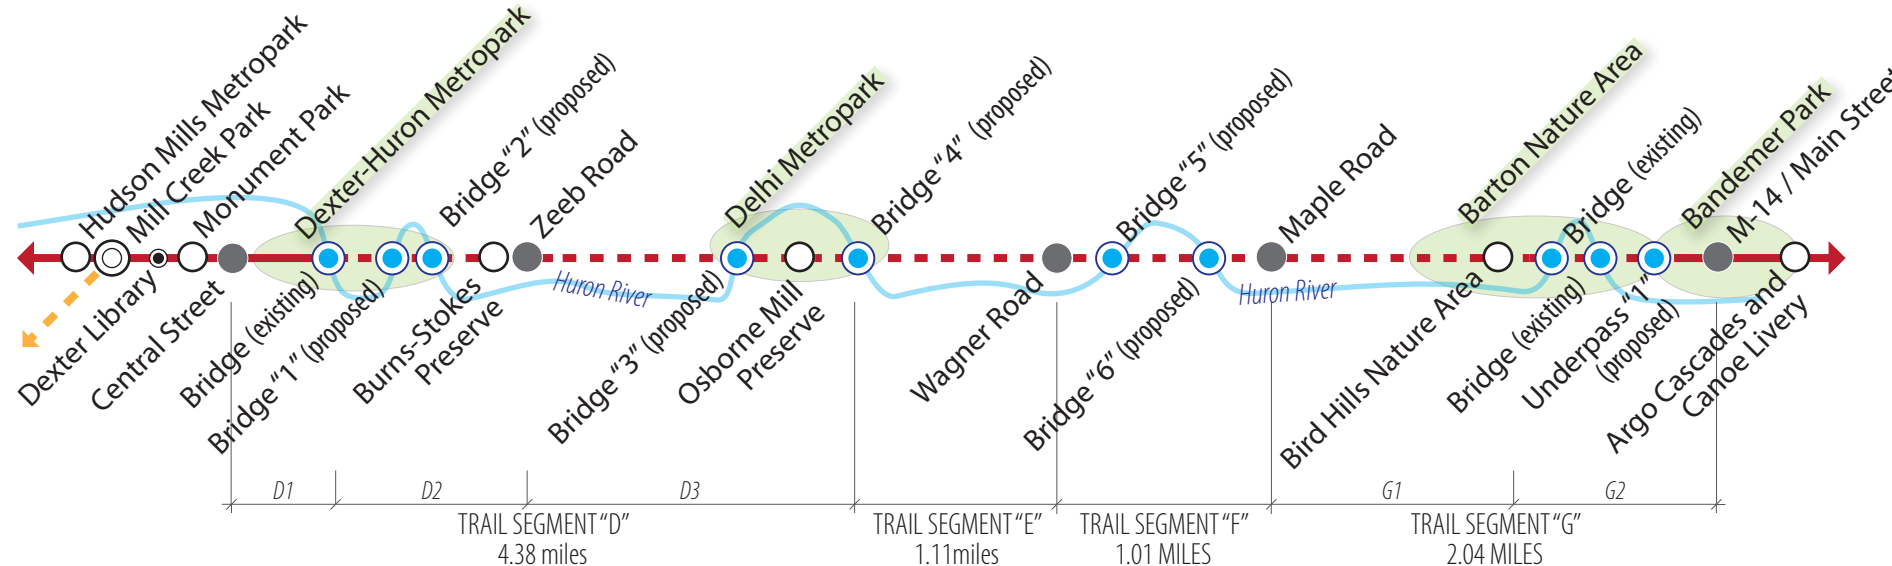 Hudson Mills Metropark
Mill Creek Park
Monument Park
Dexter-Huron Metropark
Bridge “2” (proposed)
Zeeb Road
Delhi Metropark
Bridge “4” (proposed)
Bridge “5” (proposed)
Maple Road
Barton Nature Area
Bridge (existing)
Bandemer Park
M-14 / Main Street
Huron River
Huron River
Dexter Library
Central Street
Bridge (existing)
Bridge “1” (proposed)
Burns-Stokes
Preserve
Bridge “3” (proposed)
Osborne Mill
Preserve
Wagner Road
Bridge “6” (proposed)
Bird Hills Nature Area
Bridge (existing)
Underpass “1”
(proposed)
Argo Cascades and
Canoe Livery
D1
D2
D3
G1
G2
TRAIL SEGMENT “D”
4.38 miles
TRAIL SEGMENT “E”
1.11miles
TRAIL SEGMENT “F”
1.01 MILES
TRAIL SEGMENT “G”
2.04 MILES